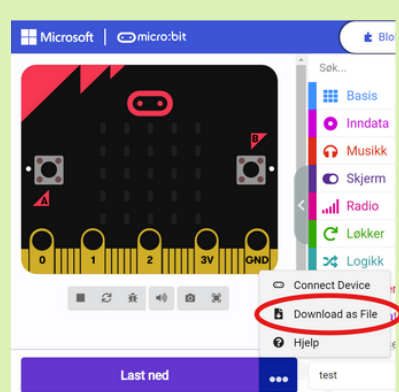 Microsoft | micro:bit
Blo
Søk...
Basis
Inndata
Musikk
Skjerm
Radio
Løkker
Logikk
B
A
0 1 2 3V GND
Connect Device
Download as File
Hjelp
Last ned
test